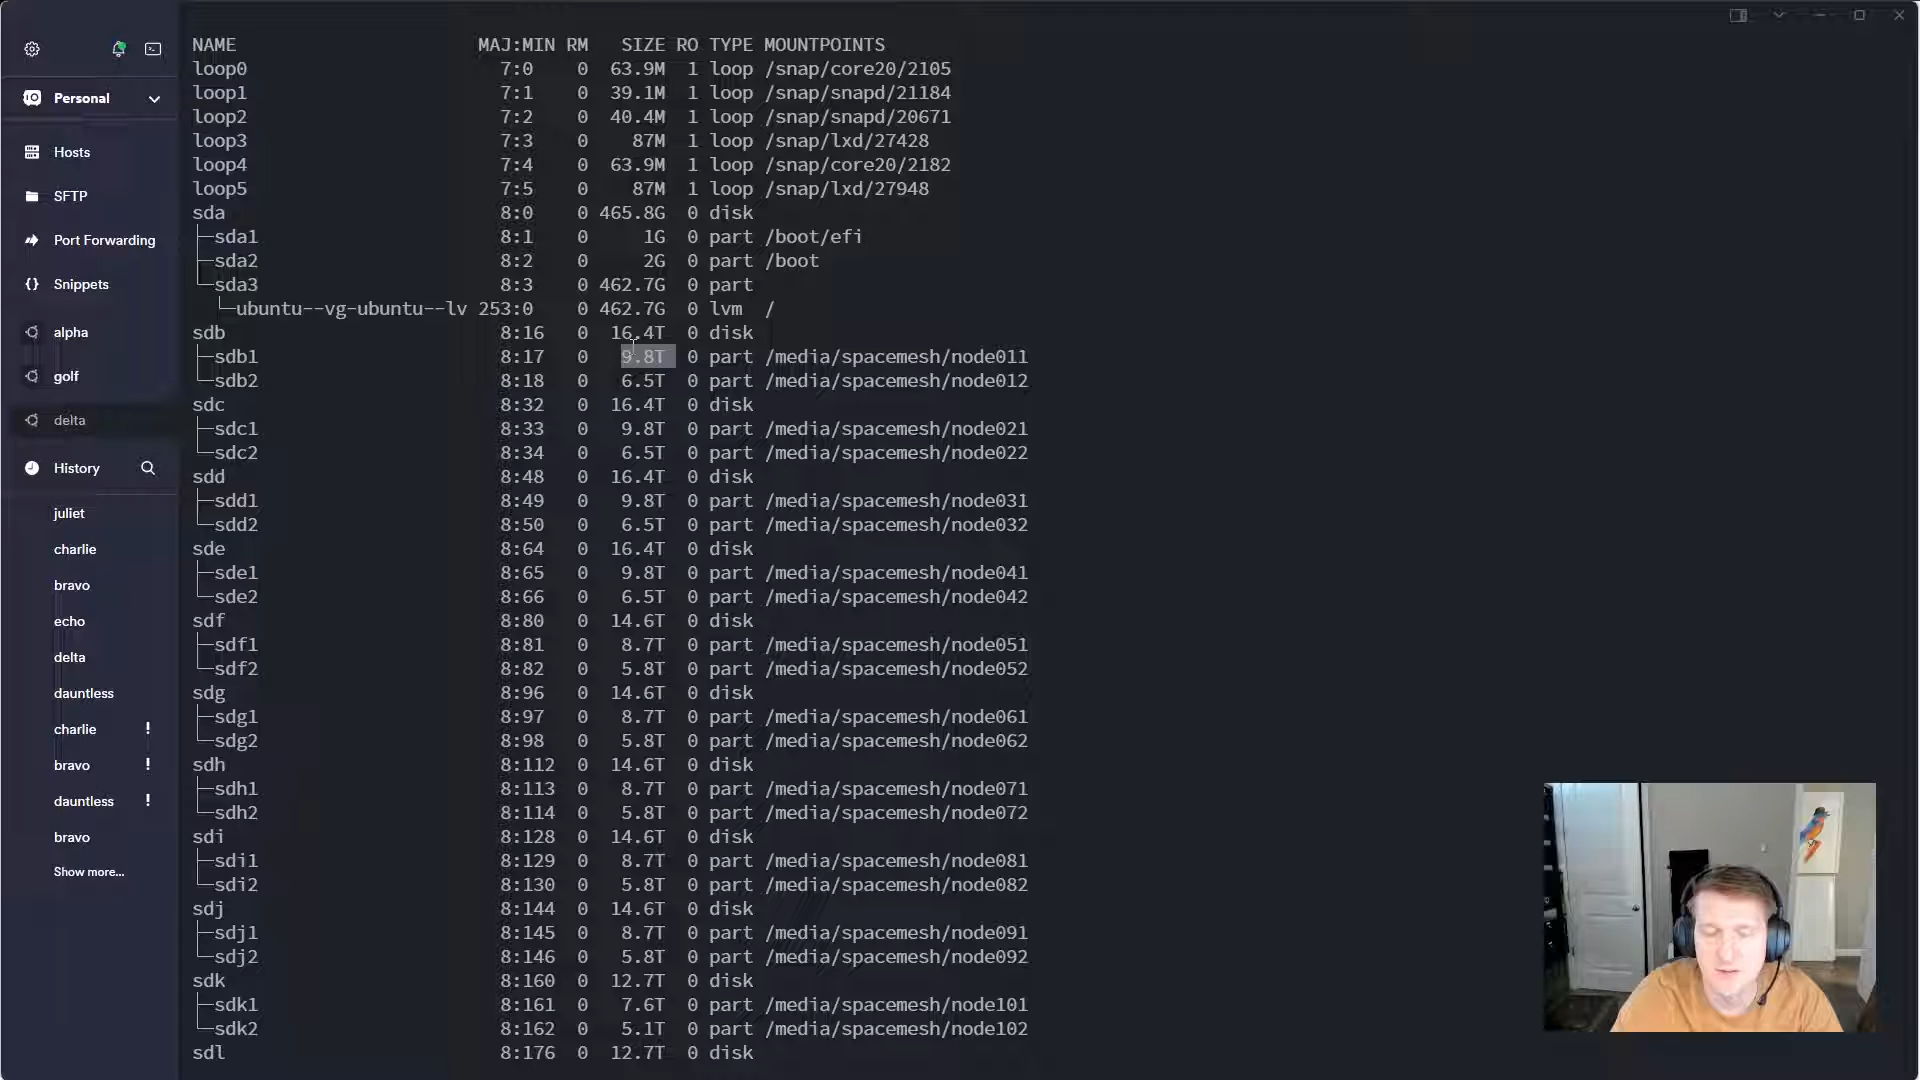 Personal
Hosts
SFTP
Port Forwarding
{} Snippets
alpha
golf
delta
History
juliet
charlie
bravo
echo
delta
dauntless
charlie !
bravo !
dauntless !
bravo
Show more...
NAME MAJ:MIN RM SIZE RO TYPE MOUNTPOINTS
loop0 7:0 0 63.9M 1 loop /snap/core20/2105
loop1 7:1 0 39.1M 1 loop /snap/snapd/21184
loop2 7:2 0 40.4M 1 loop /snap/snapd/20671
loop3 7:3 0 87M 1 loop /snap/lxd/27428
loop4 7:4 0 63.9M 1 loop /snap/core20/2182
loop5 7:5 0 87M 1 loop /snap/lxd/27948
sda 8:0 0 465.8G 0 disk
├─sda1 8:1 0 1G 0 part /boot/efi
├─sda2 8:2 0 2G 0 part /boot
└─sda3 8:3 0 462.7G 0 part
└─ubuntu--vg-ubuntu--lv 253:0 0 462.7G 0 lvm /
sdb 8:16 0 16.4T 0 disk
├─sdb1 8:17 0 9.8T 0 part /media/spacemesh/node011
└─sdb2 8:18 0 6.5T 0 part /media/spacemesh/node012
sdc 8:32 0 16.4T 0 disk
├─sdc1 8:33 0 9.8T 0 part /media/spacemesh/node021
└─sdc2 8:34 0 6.5T 0 part /media/spacemesh/node022
sdd 8:48 0 16.4T 0 disk
├─sdd1 8:49 0 9.8T 0 part /media/spacemesh/node031
└─sdd2 8:50 0 6.5T 0 part /media/spacemesh/node032
sde 8:64 0 16.4T 0 disk
├─sde1 8:65 0 9.8T 0 part /media/spacemesh/node041
└─sde2 8:66 0 6.5T 0 part /media/spacemesh/node042
sdf 8:80 0 14.6T 0 disk
├─sdf1 8:81 0 8.7T 0 part /media/spacemesh/node051
└─sdf2 8:82 0 5.8T 0 part /media/spacemesh/node052
sdg 8:96 0 14.6T 0 disk
├─sdg1 8:97 0 8.7T 0 part /media/spacemesh/node061
└─sdg2 8:98 0 5.8T 0 part /media/spacemesh/node062
sdh 8:112 0 14.6T 0 disk
├─sdh1 8:113 0 8.7T 0 part /media/spacemesh/node071
└─sdh2 8:114 0 5.8T 0 part /media/spacemesh/node072
sdi 8:128 0 14.6T 0 disk
├─sdi1 8:129 0 8.7T 0 part /media/spacemesh/node081
└─sdi2 8:130 0 5.8T 0 part /media/spacemesh/node082
sdj 8:144 0 14.6T 0 disk
├─sdj1 8:145 0 8.7T 0 part /media/spacemesh/node091
└─sdj2 8:146 0 5.8T 0 part /media/spacemesh/node092
sdk 8:160 0 12.7T 0 disk
├─sdk1 8:161 0 7.6T 0 part /media/spacemesh/node101
└─sdk2 8:162 0 5.1T 0 part /media/spacemesh/node102
sdl 8:176 0 12.7T 0 disk